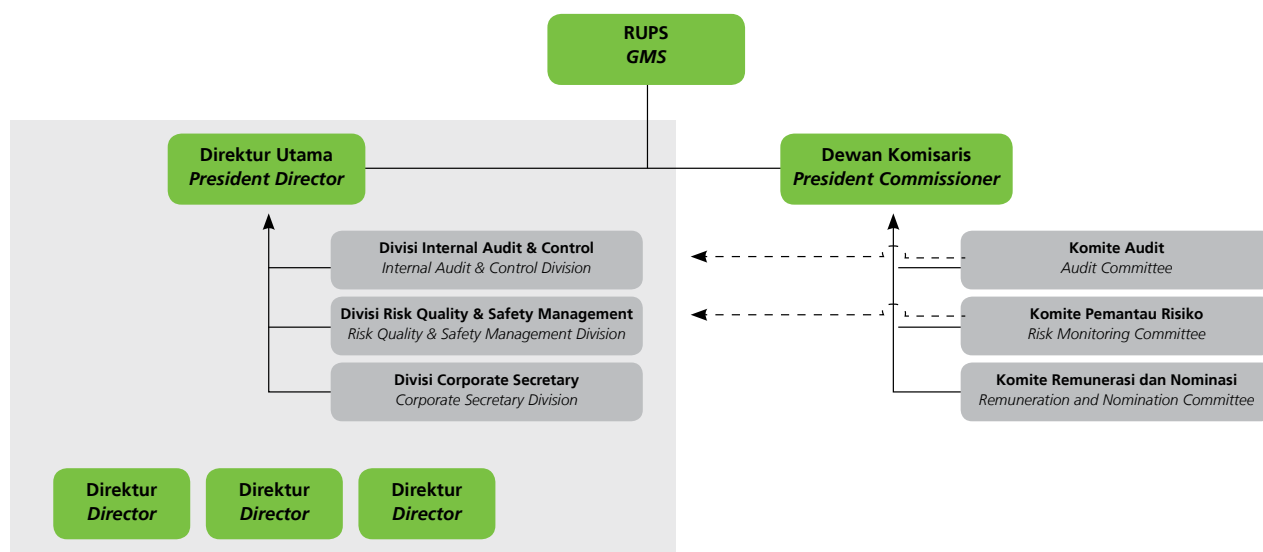 RUPS
GMS
Direktur Utama
President Director
Dewan Komisaris
President Commissioner
Divisi Internal Audit & Control
Internal Audit & Control Division
Komite Audit
Audit Committee
Divisi Risk Quality & Safety Management
Risk Quality & Safety Management Division
Komite Pemantau Risiko
Risk Monitoring Committee
Divisi Corporate Secretary
Corporate Secretary Division
Komite Remunerasi dan Nominasi
Remuneration and Nomination Committee
Direktur
Director
Direktur
Director
Direktur
Director